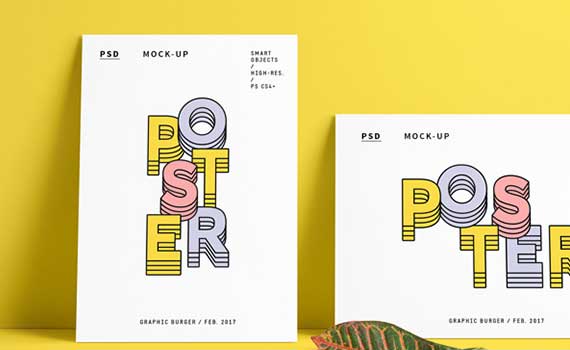 PSD MOCK-UP
SMART
OBJECTS
/
HIGH-RES.
/
PS CS4+
PO
ST
ER
GRAPHIC BURGER / FEB. 2017
PSD MOCK-UP
POS
TER
GRAPHIC BURGER / FEB. 2017